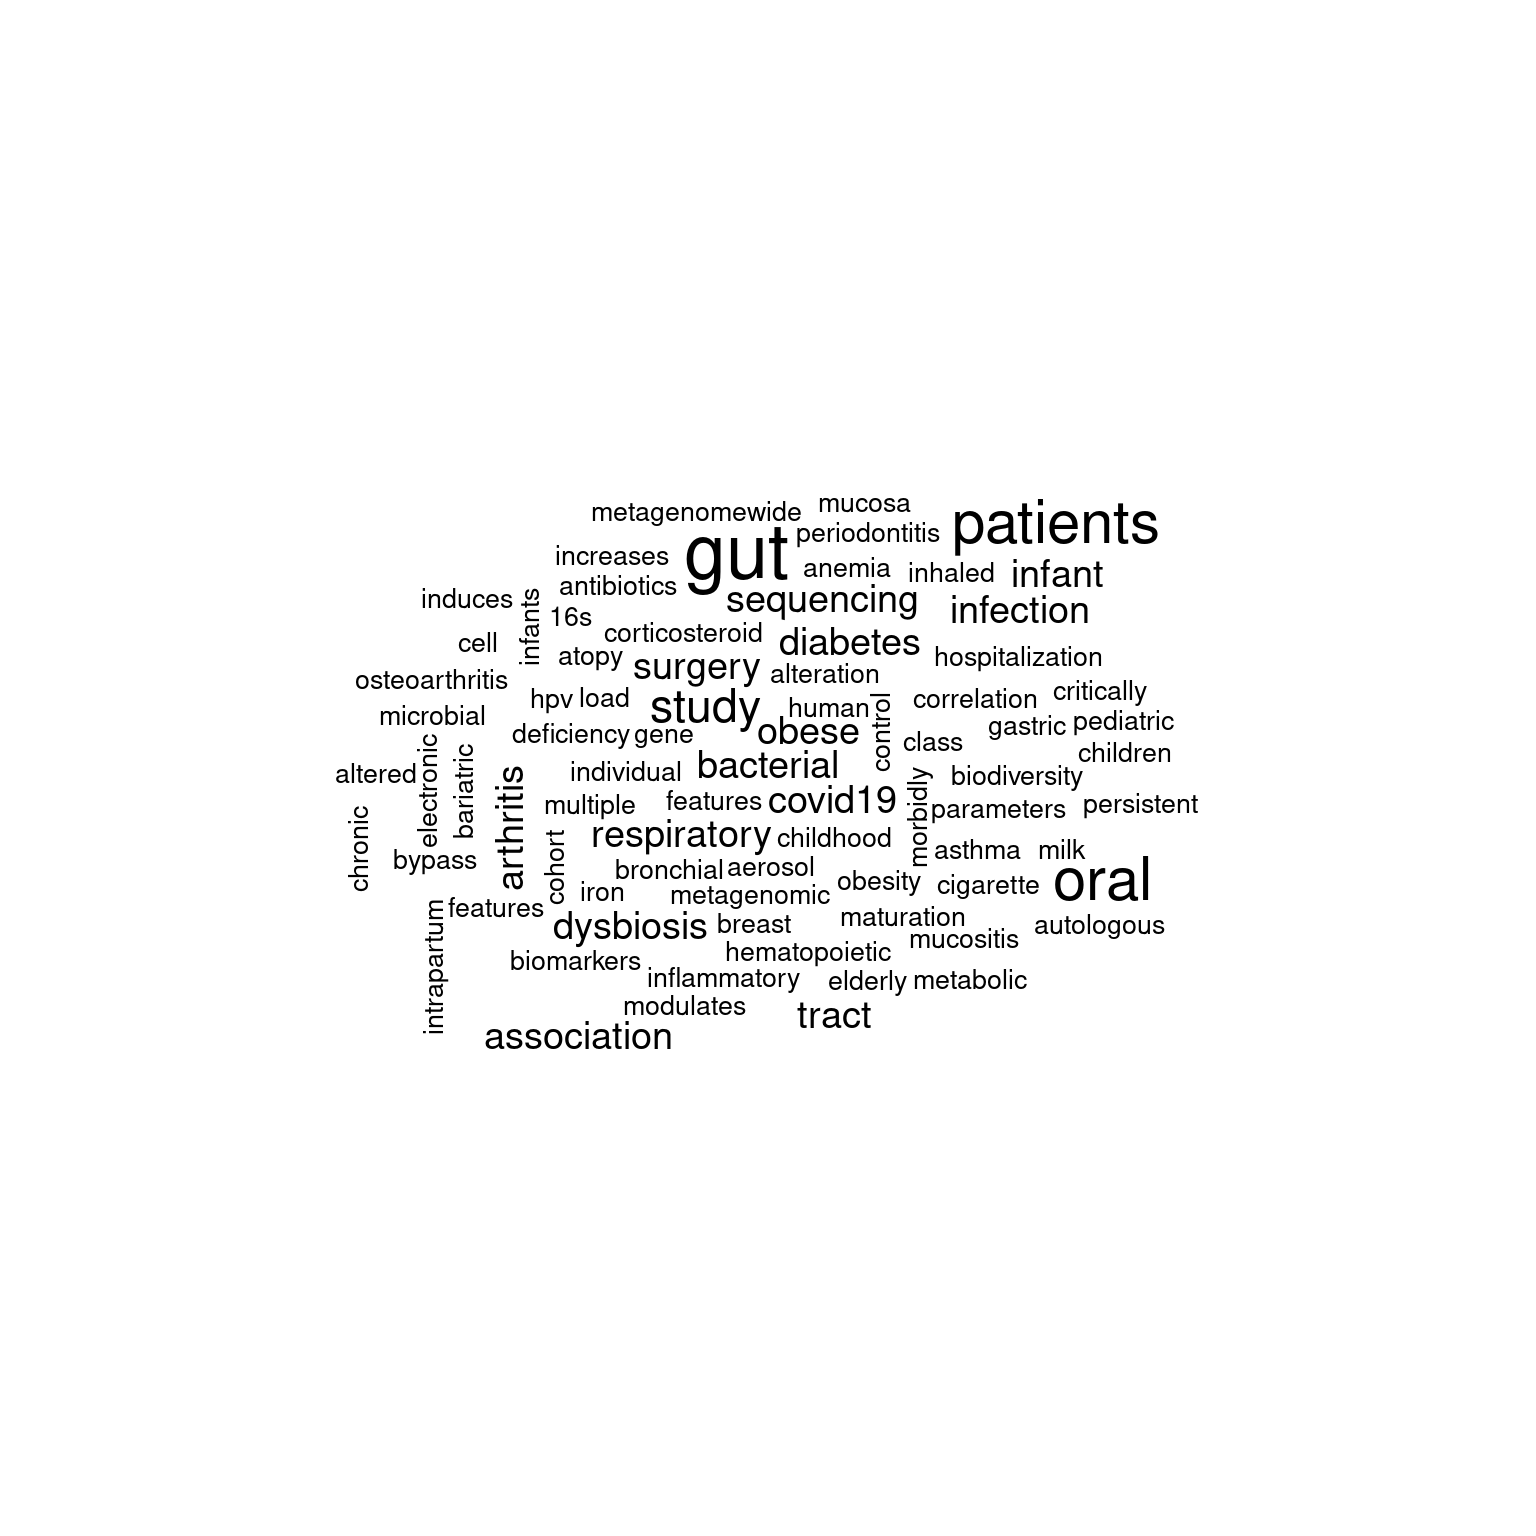 mucosa
metagenomewide
patients
periodontitis
gut
increases
anemia
inhaled
infant
antibiotics
induces
infants
sequencing
infection
16s
corticosteroid
diabetes
cell
atopy
surgery
hospitalization
alteration
osteoarthritis
critically
hpv
load
correlation
study
human
microbial
control
gastric
pediatric
deficiency
gene
obese
class
children
electronic
bariatric
altered
individual
bacterial
biodiversity
arthritis
multiple
features
covid19
morbidly
parameters
persistent
respiratory
childhood
chronic
cohort
asthma
milk
bypass
bronchial
aerosol
oral
obesity
cigarette
iron
metagenomic
features
maturation
dysbiosis
breast
autologous
mucositis
intrapartum
hematopoietic
biomarkers
inflammatory
elderly
metabolic
modulates
tract
association